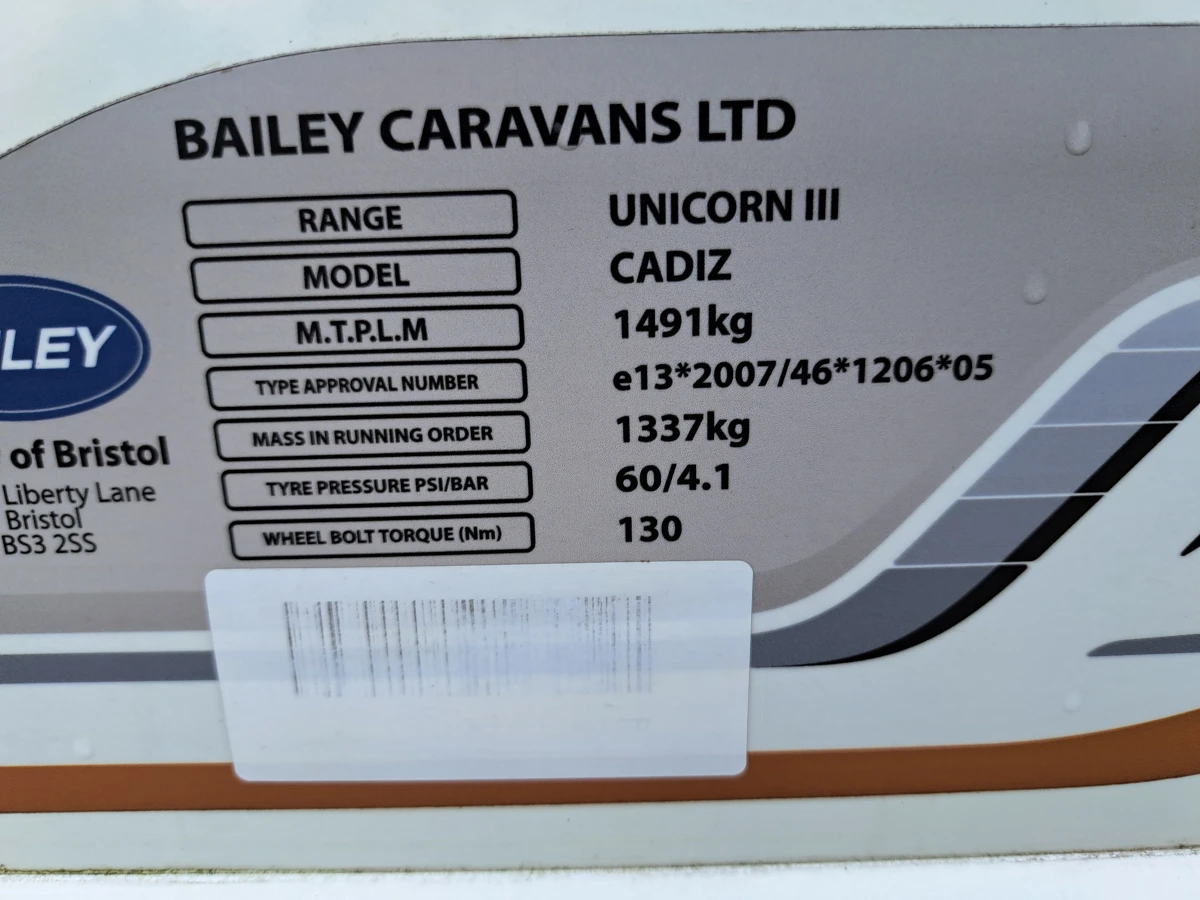 BAILEY CARAVANS LTD
RANGE UNICORN III
MODEL CADIZ
M.T.P.L.M 1491kg
TYPE APPROVAL NUMBER e13*2007/46*1206*05
MASS IN RUNNING ORDER 1337kg
TYRE PRESSURE PSI/BAR 60/4.1
WHEEL BOLT TORQUE (Nm) 130
LEY
of Bristol
Liberty Lane
Bristol
BS3 2SS